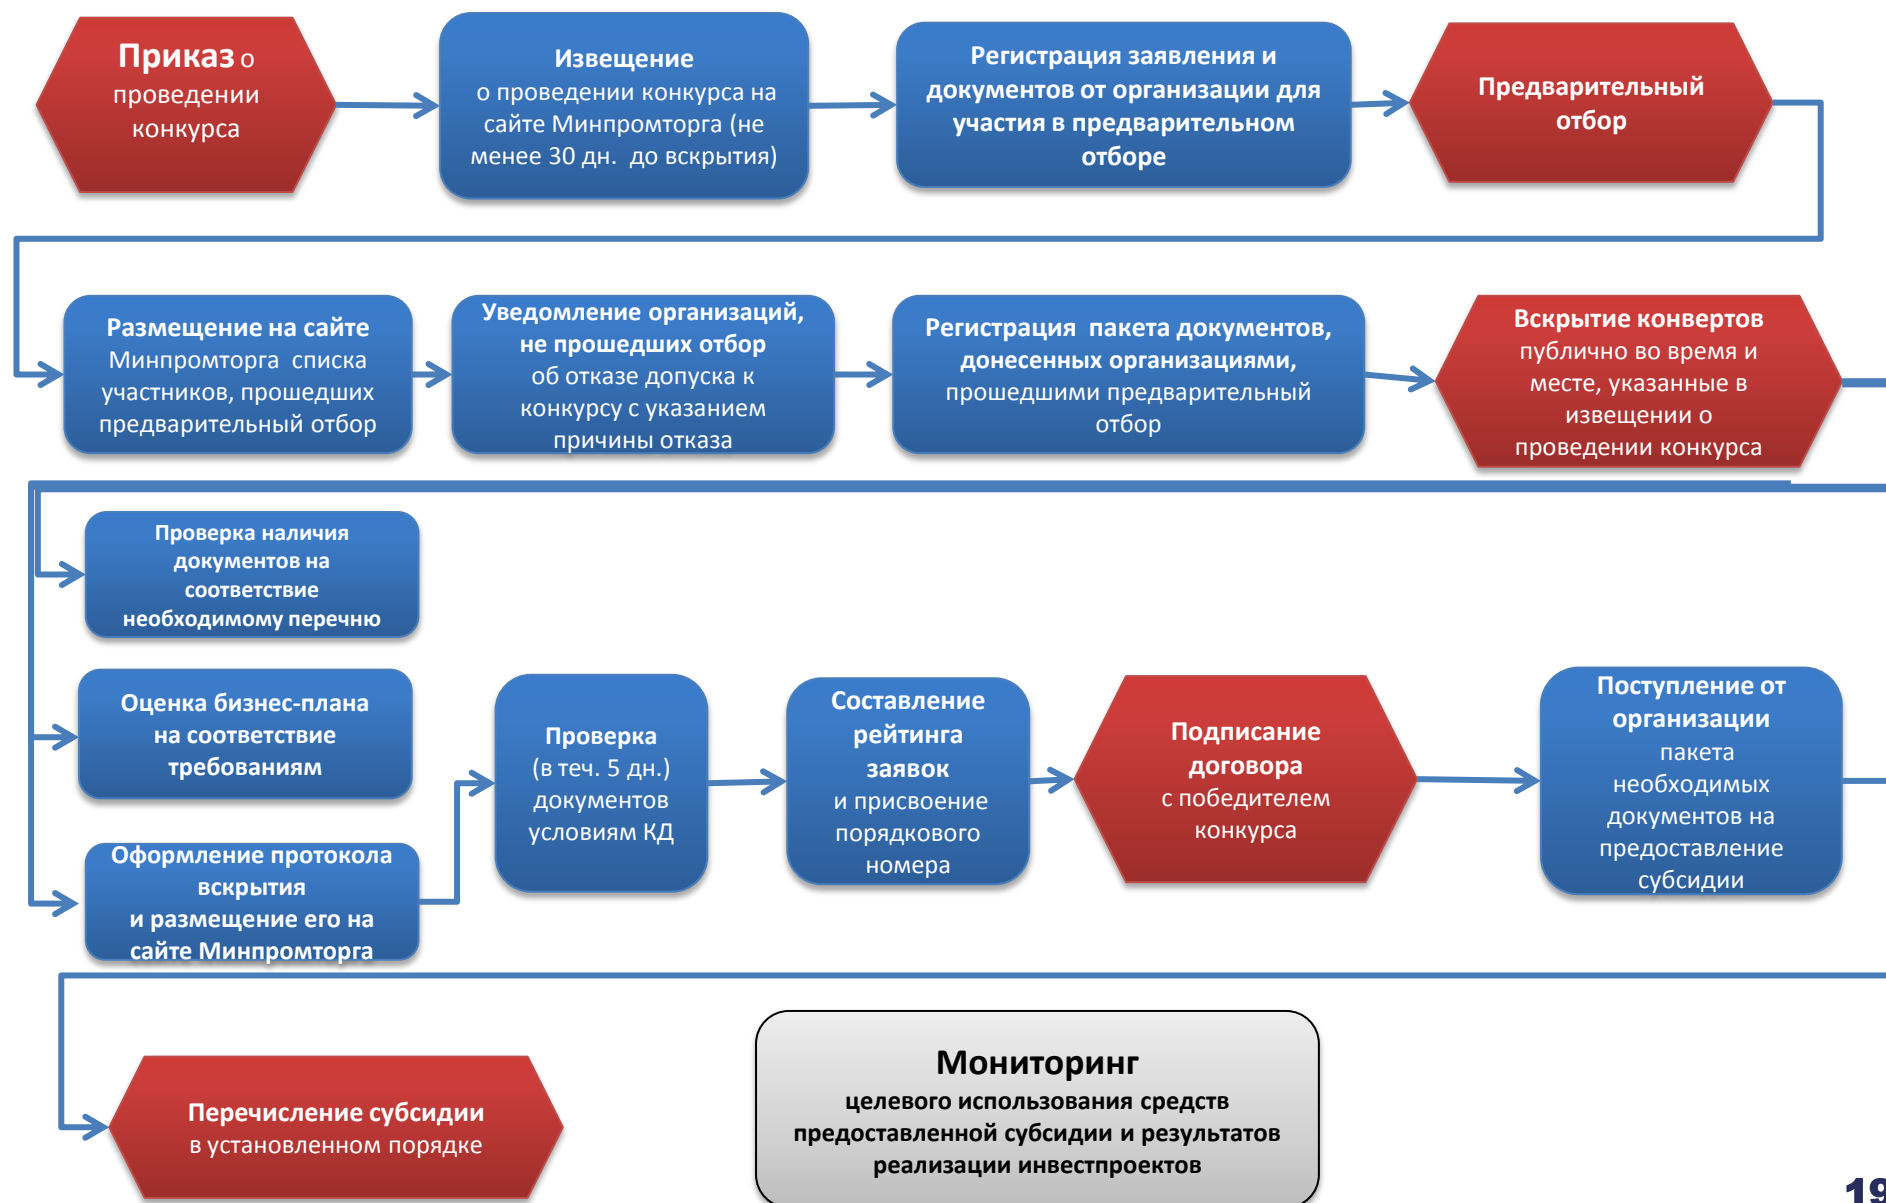 Приказ о
проведении
конкурса
Извещение
о проведении конкурса на
сайте Минпромторга (не
менее 30 дн. до вскрытия)
Регистрация заявления и
документов от организации для
участия в предварительном
отборе
Предварительный
отбор
Размещение на сайте
Минпромторга списка
участников, прошедших
предварительный отбор
Уведомление организаций,
не прошедших отбор
об отказе допуска к
конкурсу с указанием
причины отказа
Регистрация пакета документов,
донесенных организациями,
прошедшими предварительный
отбор
Вскрытие конвертов
публично во время и
месте, указанные в
извещении о
проведении конкурса
Проверка наличия
документов на
соответствие
необходимому перечню
Оценка бизнес-плана
на соответствие
требованиям
Оформление протокола
вскрытия
и размещение его на
сайте Минпромторга
Проверка
(в теч. 5 дн.)
документов
условиям КД
Составление
рейтинга
заявок
и присвоение
порядкового
номера
Подписание
договора
с победителем
конкурса
Поступление от
организации
пакета
необходимых
документов на
предоставление
субсидии
Перечисление субсидии
в установленном порядке
Мониторинг
целевого использования средств
предоставленной субсидии и результатов
реализации инвестпроектов
19